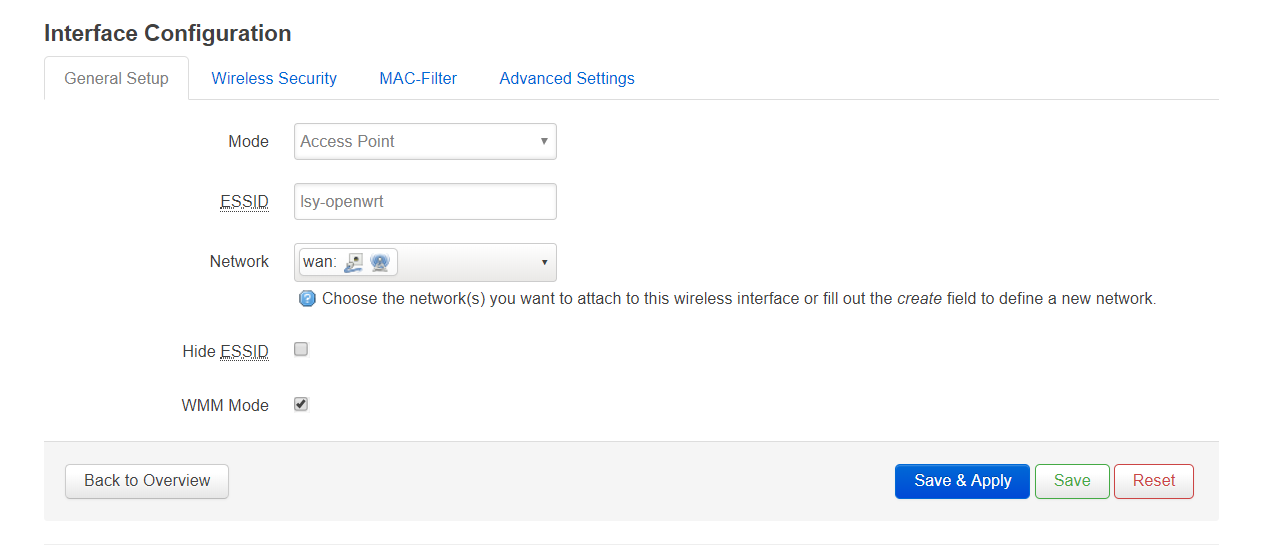 Interface Configuration
General Setup Wireless Security MAC-Filter Advanced Settings
Mode Access Point
ESSID lsy-openwrt
Network wan:
Choose the network(s) you want to attach to this wireless interface or fill out the create field to define a new network.
Hide ESSID
WMM Mode
Back to Overview Save & Apply Save Reset